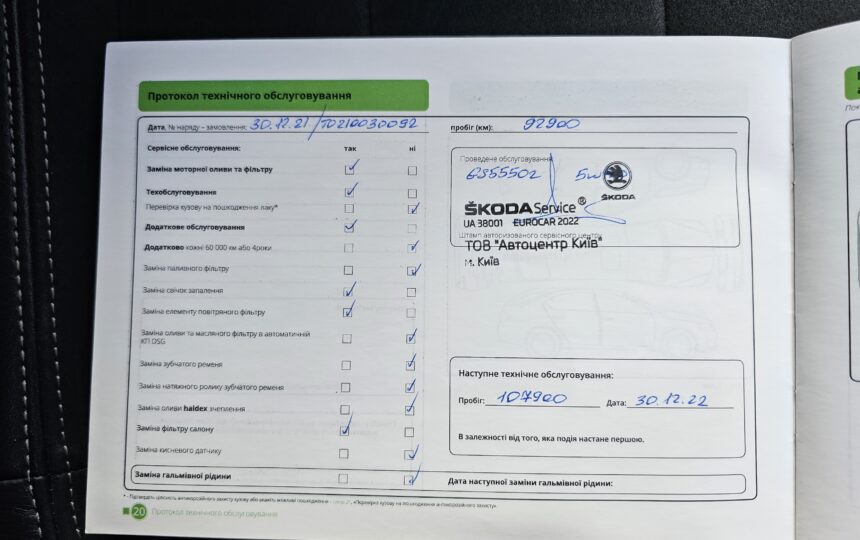 Протокол технічного обслуговування
Дата, № наряду – замовлення: 30.12.21/ТО210030092
пробіг (км): 92900
Сервісне обслуговування: так ні
Заміна моторної оливи та фільтру
Техобслуговування
Перевірка кузову на пошкодження лаку*
Додаткове обслуговування
Додатково кожні 60 000 км або 4роки
Заміна паливного фільтру
Заміна свічок запалення
Заміна елементу повітряного фільтру
Заміна оливи та масляного фільтру в автоматичній
КП DSG
Заміна зубчатого ременя
Заміна натяжного ролику зубчатого ременя
Заміна оливи haldex зчеплення
Заміна фільтру салону
Заміна кисневого датчику
Заміна гальмівної рідини
Проведене обслуговування
6355502
ŠKODA
ŠKODA Service®
UA 38001 EUROCAR 2022
Штамп авторизованого сервісного центру
ТОВ "Автоцентр Київ"
м. Київ
Наступне технічне обслуговування:
Пробіг: 107900 Дата: 30.12.22
В залежності від того, яка подія настане першою.
Дата наступної заміни гальмівної рідини:
20 Протокол технічного обслуговування